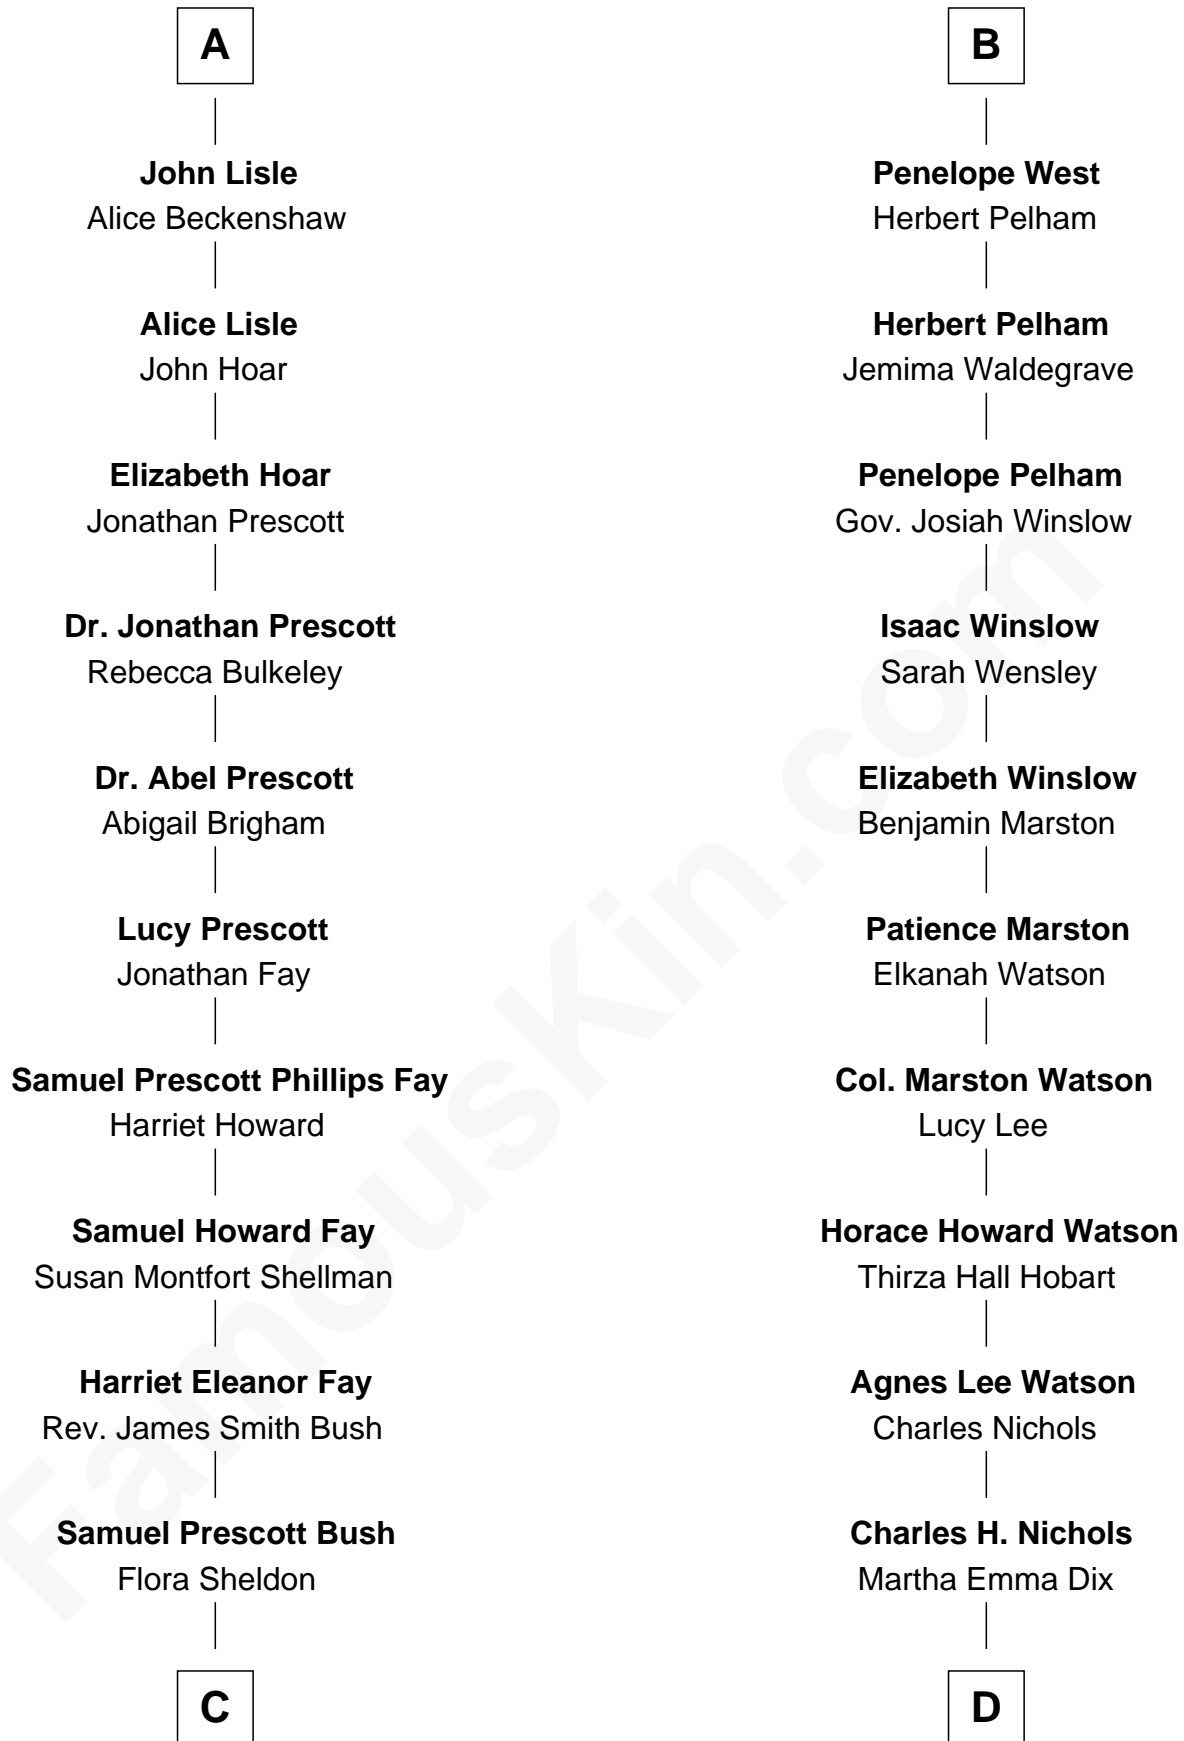 A
John Lisle
Alice Beckenshaw
Alice Lisle
John Hoar
Elizabeth Hoar
Jonathan Prescott
Dr. Jonathan Prescott
Rebecca Bulkeley
Dr. Abel Prescott
Abigail Brigham
Lucy Prescott
Jonathan Fay
Samuel Prescott Phillips Fay
Harriet Howard
Samuel Howard Fay
Susan Montfort Shellman
Harriet Eleanor Fay
Rev. James Smith Bush
Samuel Prescott Bush
Flora Sheldon
C
B
Penelope West
Herbert Pelham
Herbert Pelham
Jemima Waldegrave
Penelope Pelham
Gov. Josiah Winslow
Isaac Winslow
Sarah Wensley
Elizabeth Winslow
Benjamin Marston
Patience Marston
Elkanah Watson
Col. Marston Watson
Lucy Lee
Horace Howard Watson
Thirza Hall Hobart
Agnes Lee Watson
Charles Nichols
Charles H. Nichols
Martha Emma Dix
D
FamousKin.com